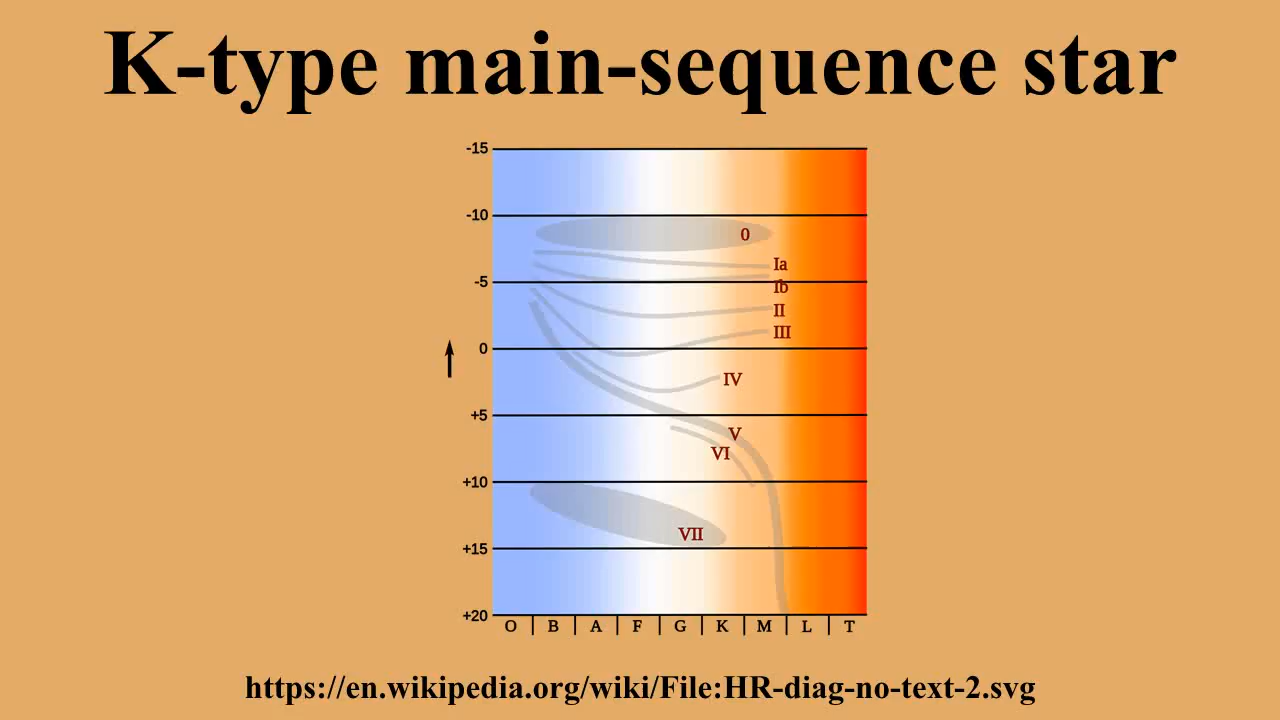 K-type main-sequence star
-15
-10
0
Ia
-5
Ib
II
III
0
IV
+5
V
VI
+10
VII
+15
+20
O B A F G K M L T
https://en.wikipedia.org/wiki/File:HR-diag-no-text-2.svg